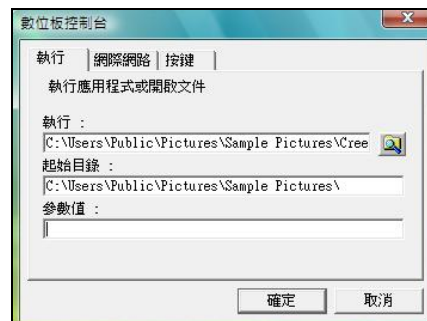 數位板控制台
執行 網際網路 按鍵
執行應用程式或開啟文件
執行 :
C:\Users\Public\Pictures\Sample Pictures\Cree
起始目錄 :
C:\Users\Public\Pictures\Sample Pictures\
參數值 :
確定 取消